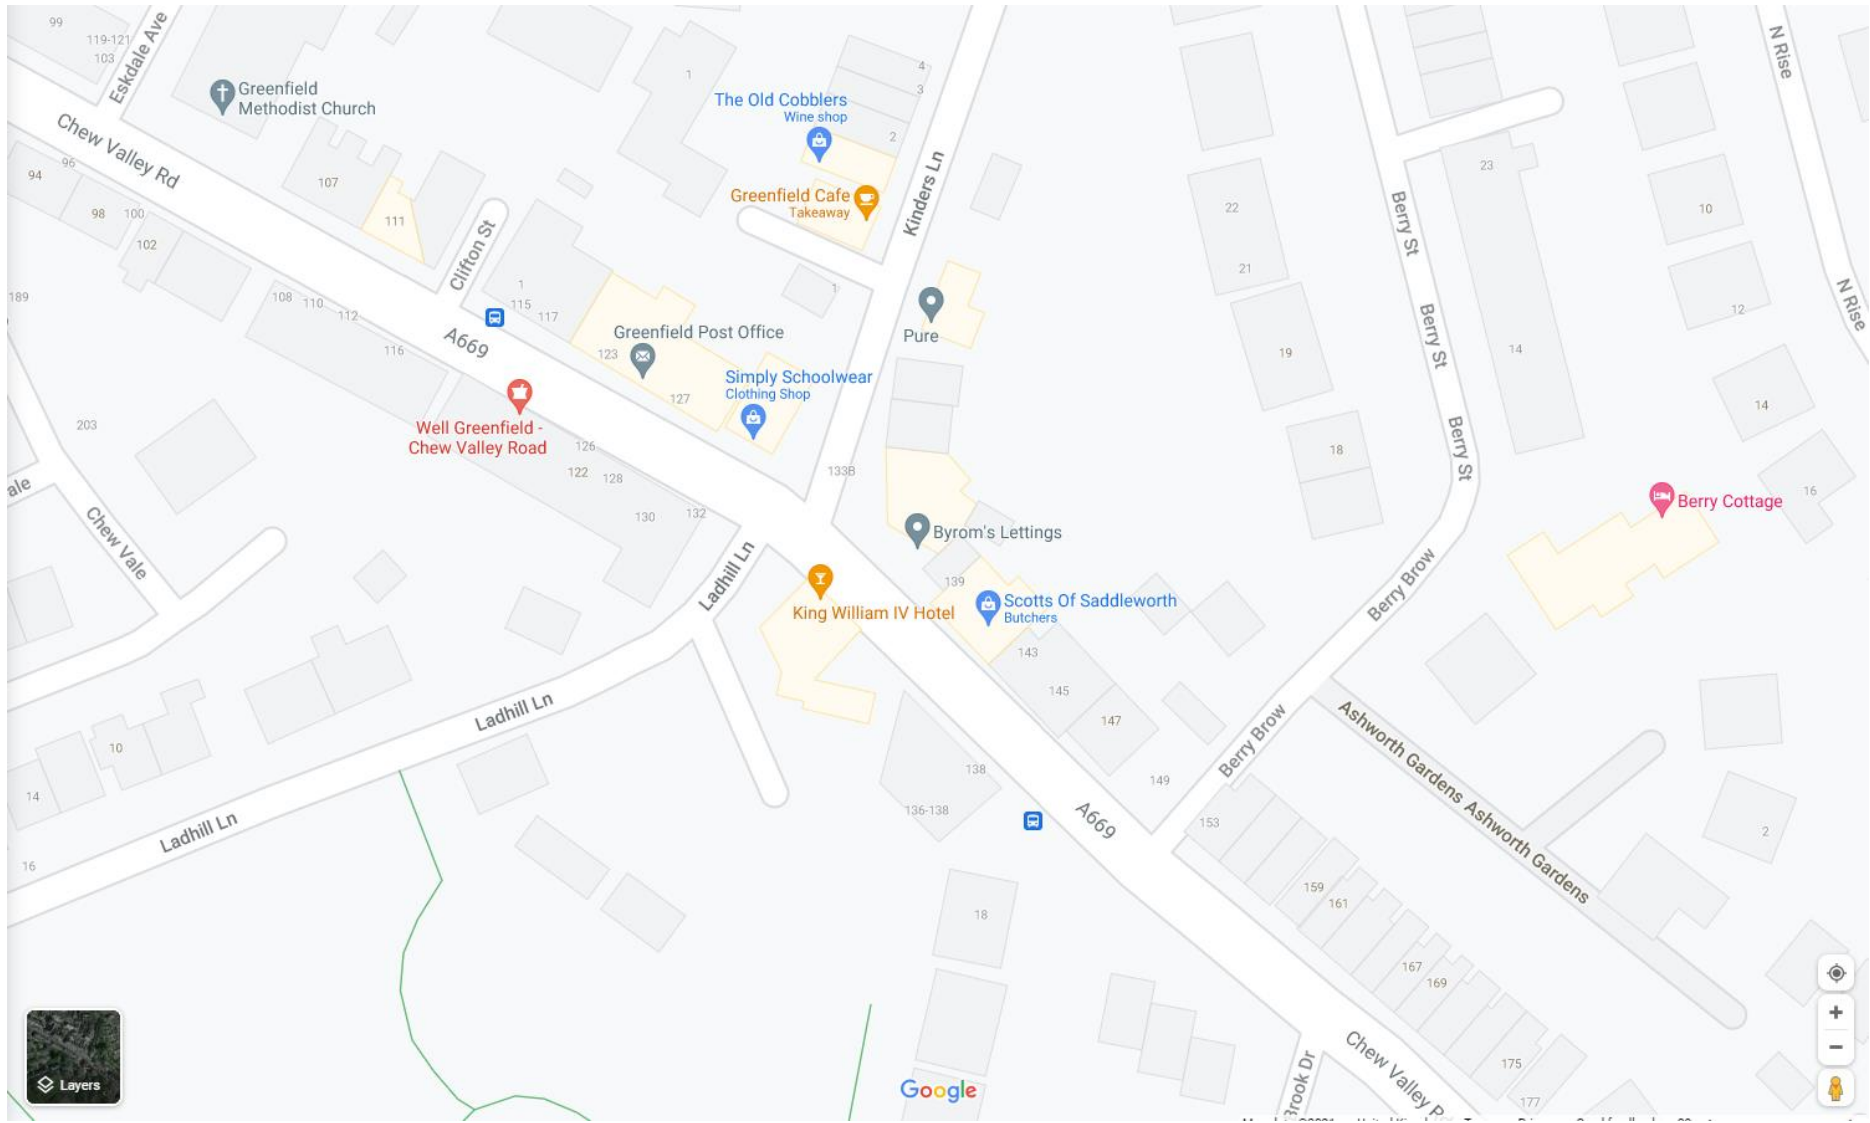 99
119-121
103
Eskdale Ave
Greenfield
Methodist Church
1
4
3
2
The Old Cobblers
Wine shop
Greenfield Cafe
Takeaway
Kinders Ln
N Rise
23
Chew Valley Rd
96
94
98
100
102
107
111
Clifton St
22
21
Berry St
10
12
N Rise
189
108
110
112
116
1
115
117
A669
Greenfield Post Office
123
127
Simply Schoolwear
Clothing Shop
1
Pure
19
Berry St
14
14
203
Well Greenfield -
Chew Valley Road
126
122
128
130
132
133B
18
Berry St
16
Berry Cottage
ale
Chew Vale
Ladhill Ln
Byrom's Lettings
139
King William IV Hotel
Scotts Of Saddleworth
Butchers
143
145
147
149
Berry Brow
Berry Brow
Ashworth Gardens
Ashworth Gardens
10
14
16
Ladhill Ln
Ladhill Ln
138
136-138
A669
153
2
159
161
167
169
175
177
18
Layers
Google
Brook Dr
Chew Valley R